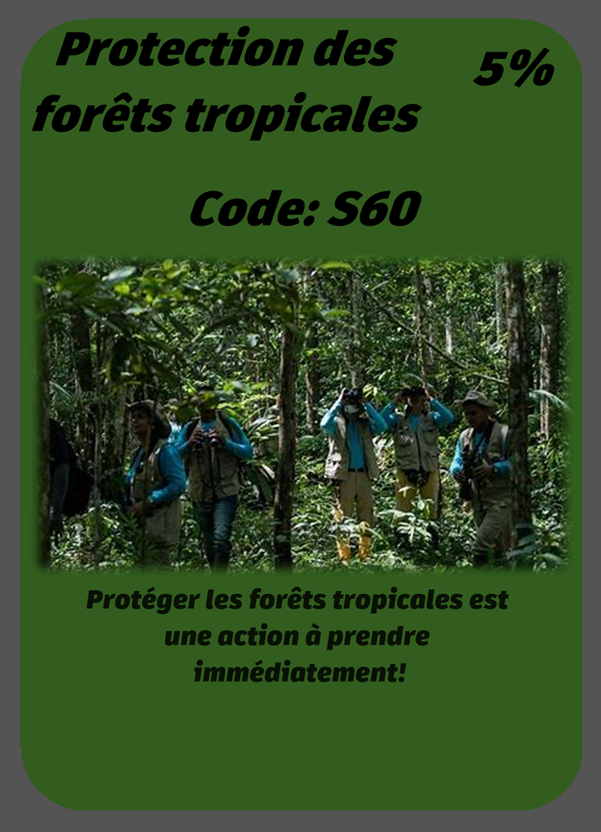 Protection des
forêts tropicales
5%
Code: S60
Protéger les forêts tropicales est
une action à prendre
immédiatement!